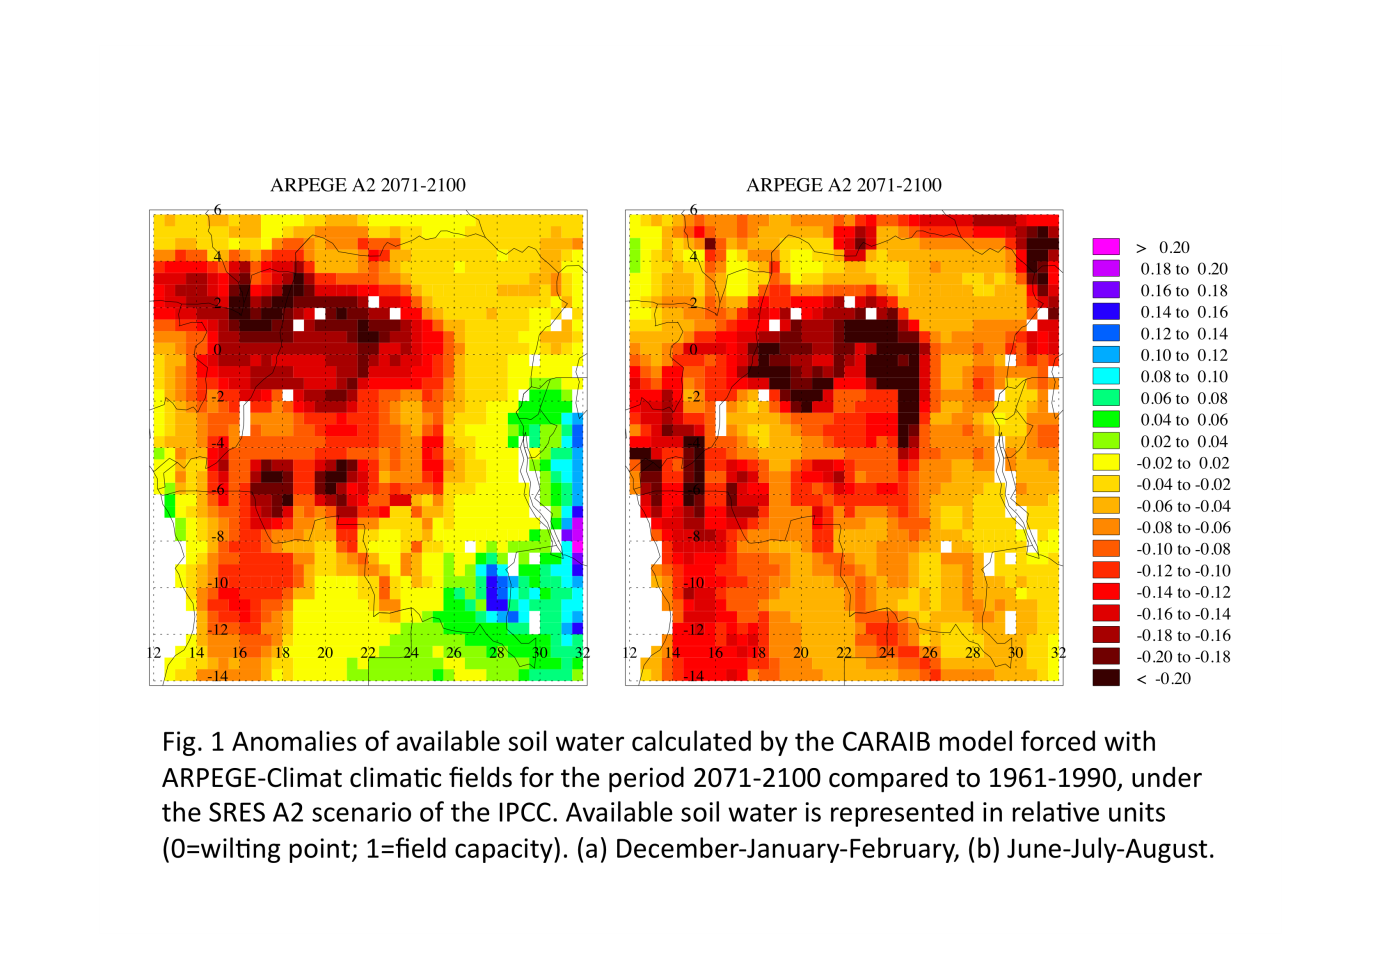 ARPEGE A2 2071-2100
6
4
2
0
-2
-4
-6
-8
-10
-12
12 14 16 18 20 22 24 26 28 30 32
-14
ARPEGE A2 2071-2100
6
4
2
0
-2
-4
-6
-8
-10
-12
12 14 16 18 20 22 24 26 28 30 32
-14
> 0.20
0.18 to 0.20
0.16 to 0.18
0.14 to 0.16
0.12 to 0.14
0.10 to 0.12
0.08 to 0.10
0.06 to 0.08
0.04 to 0.06
0.02 to 0.04
-0.02 to 0.02
-0.04 to -0.02
-0.06 to -0.04
-0.08 to -0.06
-0.10 to -0.08
-0.12 to -0.10
-0.14 to -0.12
-0.16 to -0.14
-0.18 to -0.16
-0.20 to -0.18
< -0.20
Fig. 1 Anomalies of available soil water calculated by the CARAIB model forced with
ARPEGE-Climat climatic fields for the period 2071-2100 compared to 1961-1990, under
the SRES A2 scenario of the IPCC. Available soil water is represented in relative units
(0=wilting point; 1=field capacity). (a) December-January-February, (b) June-July-August.